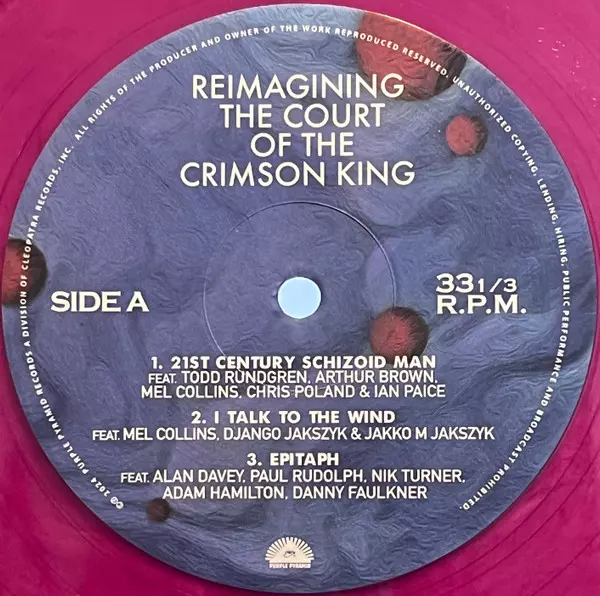 REIMAGINING
THE COURT
OF THE
CRIMSON KING
SIDE A
33 1/3
R.P.M.
1. 21ST CENTURY SCHIZOID MAN
FEAT. TODD RUNDGREN, ARTHUR BROWN,
MEL COLLINS, CHRIS POLAND & IAN PAICE
2. I TALK TO THE WIND
FEAT. MEL COLLINS, DJANGO JAKSZYK & JAKKO M JAKSZYK
3. EPITAPH
FEAT. ALAN DAVEY, PAUL RUDOLPH, NIK TURNER,
ADAM HAMILTON, DANNY FAULKNER
PURPLE PYRAMID
℗© 2024 PURPLE PYRAMID RECORDS A DIVISION OF CLEOPATRA RECORDS, INC. ALL RIGHTS OF THE PRODUCER AND OWNER OF THE WORK REPRODUCED RESERVED. UNAUTHORIZED COPYING, LENDING, HIRING, PUBLIC PERFORMANCE AND BROADCAST PROHIBITED.